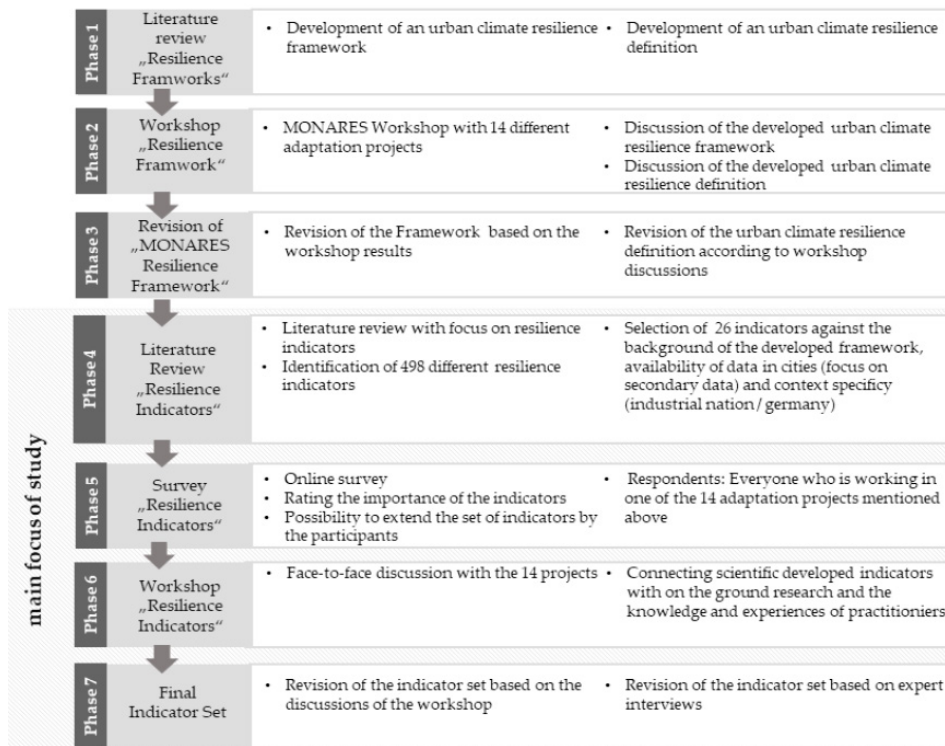 Phase 1
Literature
review
„Resilience
Framworks“
• Development of an urban climate resilience
framework
• Development of an urban climate resilience
definition
Phase 2
Workshop
„Resilience
Framwork“
• MONARES Workshop with 14 different
adaptation projects
• Discussion of the developed urban climate
resilience framework
• Discussion of the developed urban climate
resilience definition
Phase 3
Revision of
„MONARES
Resilience
Framework“
• Revision of the Framework based on the
workshop results
• Revision of the urban climate resilience
definition according to workshop
discussions
main focus of study
Phase 4
Literature
Review
„Resilience
Indicators“
• Literature review with focus on resilience
indicators
• Identification of 498 different resilience
indicators
• Selection of 26 indicators against the
background of the developed framework,
availability of data in cities (focus on
secondary data) and context specificy
(industrial nation / germany)
Phase 5
Survey
„Resilience
Indicators“
• Online survey
• Rating the importance of the indicators
• Possibility to extend the set of indicators by
the participants
• Respondents: Everyone who is working in
one of the 14 adaptation projects mentioned
above
Phase 6
Workshop
„Resilience
Indicators“
• Face-to-face discussion with the 14 projects
• Connecting scientific developed indicators
with on the ground research and the
knowledge and experiences of practitioniers
Phase 7
Final
Indicator Set
• Revision of the indicator set based on the
discussions of the workshop
• Revision of the indicator set based on expert
interviews